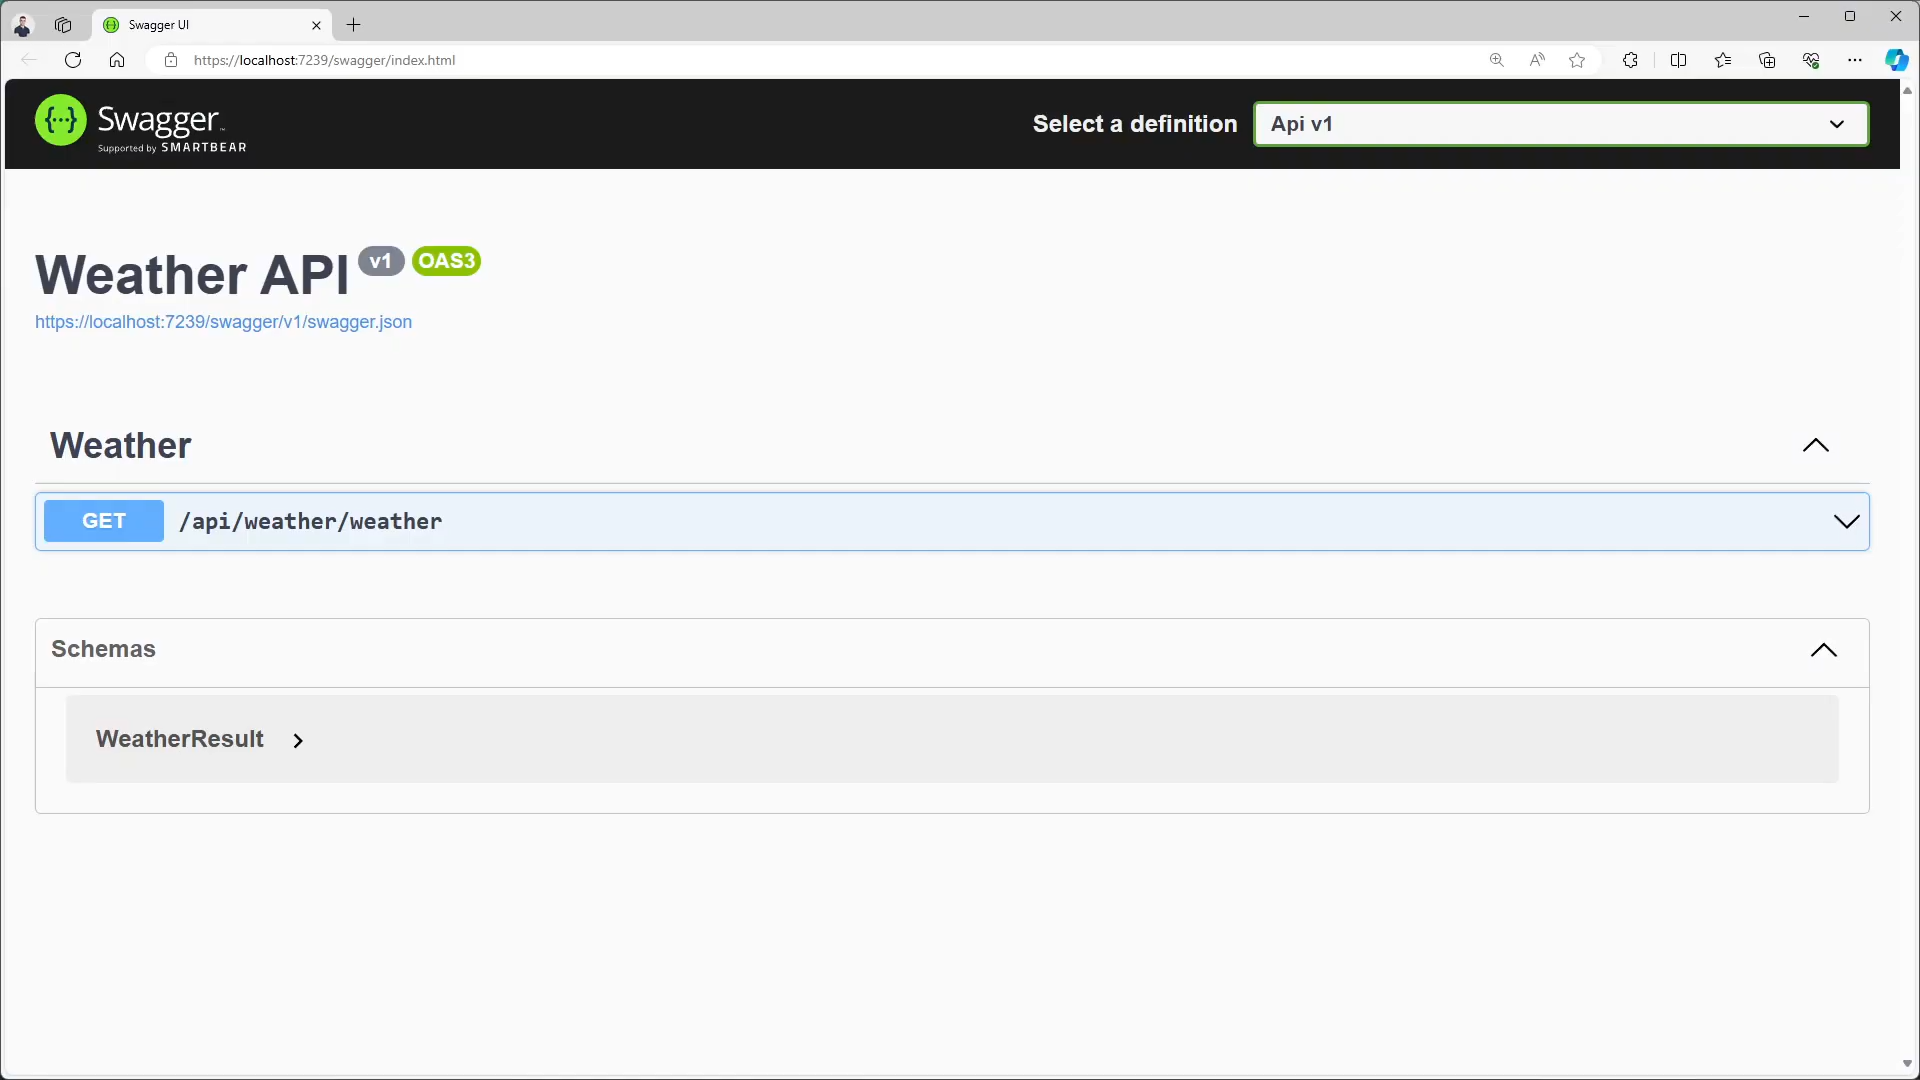 Swagger UI
https://localhost:7239/swagger/index.html
Swagger
Supported by SMARTBEAR
Select a definition
Api v1
Weather API v1 OAS3
https://localhost:7239/swagger/v1/swagger.json
Weather
GET /api/weather/weather
Schemas
WeatherResult